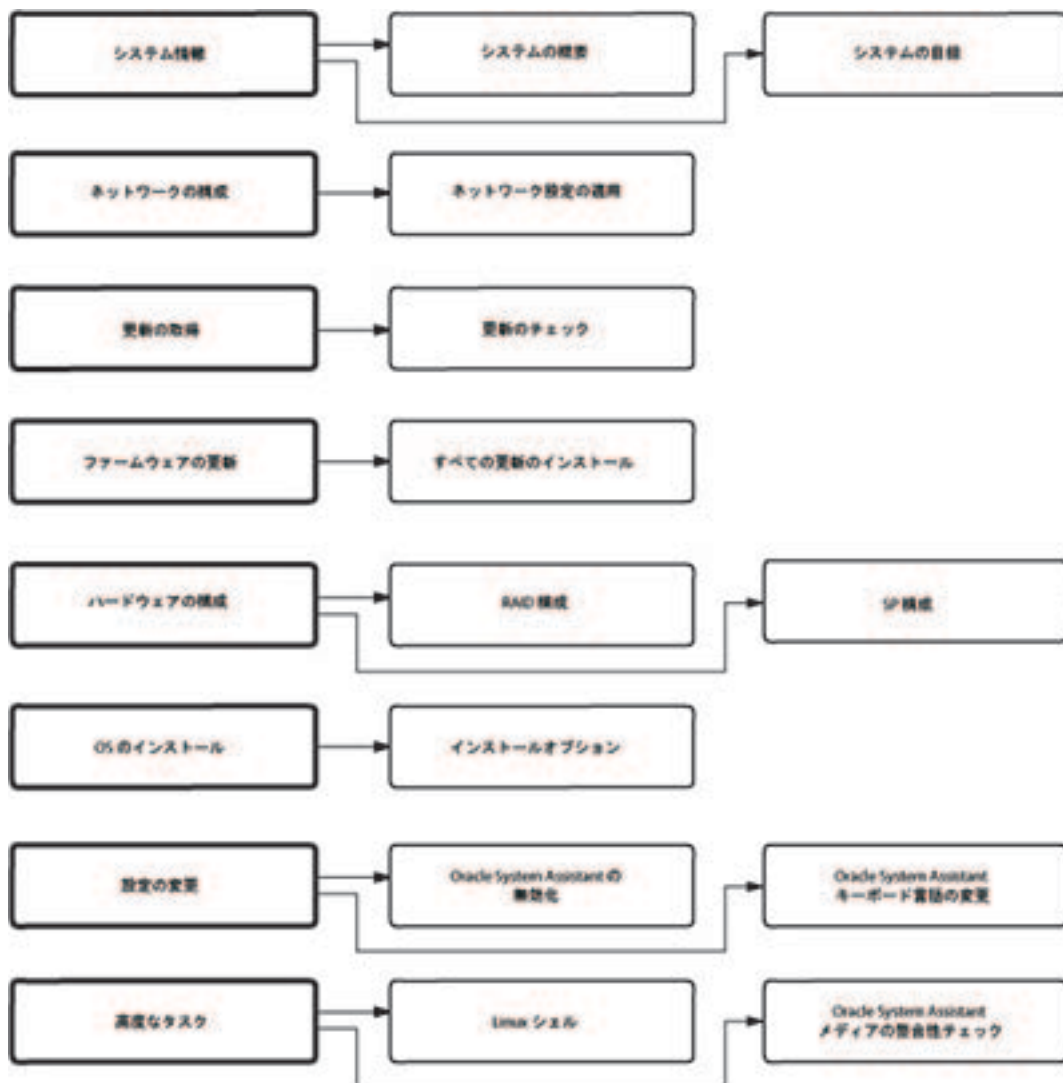 システム情報
システムの概要
システムの目録
ネットワークの構成
ネットワーク設定の適用
更新の取得
更新のチェック
ファームウェアの更新
すべての更新のインストール
ハードウェアの構成
RAID 構成
SP 構成
OS のインストール
インストールオプション
設定の変更
Oracle System Assistant の
無効化
Oracle System Assistant
キーボード言語の変更
高度なタスク
Linux シェル
Oracle System Assistant
メディアの整合性チェック